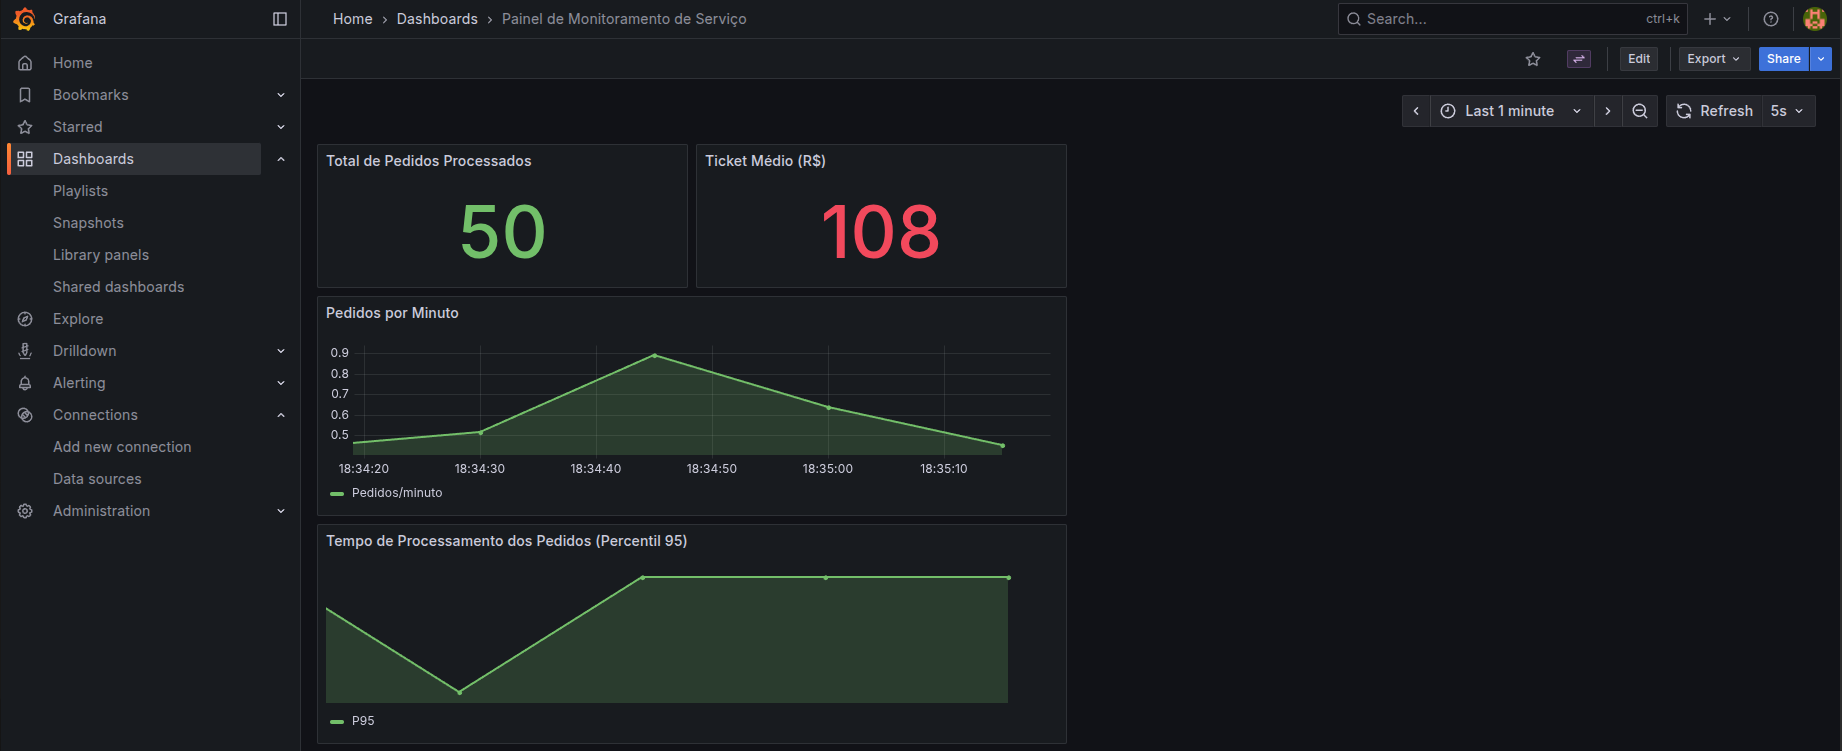 Grafana
Home › Dashboards › Painel de Monitoramento de Serviço
Search... ctrl+k
Edit Export Share
Home
Bookmarks
Starred
Dashboards
Playlists
Snapshots
Library panels
Shared dashboards
Explore
Drilldown
Alerting
Connections
Add new connection
Data sources
Administration
Last 1 minute Refresh 5s
Total de Pedidos Processados
50
Ticket Médio (R$)
108
Pedidos por Minuto
0.9
0.8
0.7
0.6
0.5
18:34:20 18:34:30 18:34:40 18:34:50 18:35:00 18:35:10
Pedidos/minuto
Tempo de Processamento dos Pedidos (Percentil 95)
P95